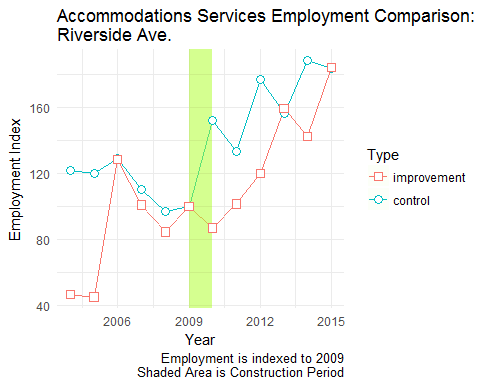 Accommodations Services Employment Comparison:
Riverside Ave.
Employment Index
160
120
80
40
2006 2009 2012 2015
Year
Type
improvement
control
Employment is indexed to 2009
Shaded Area is Construction Period